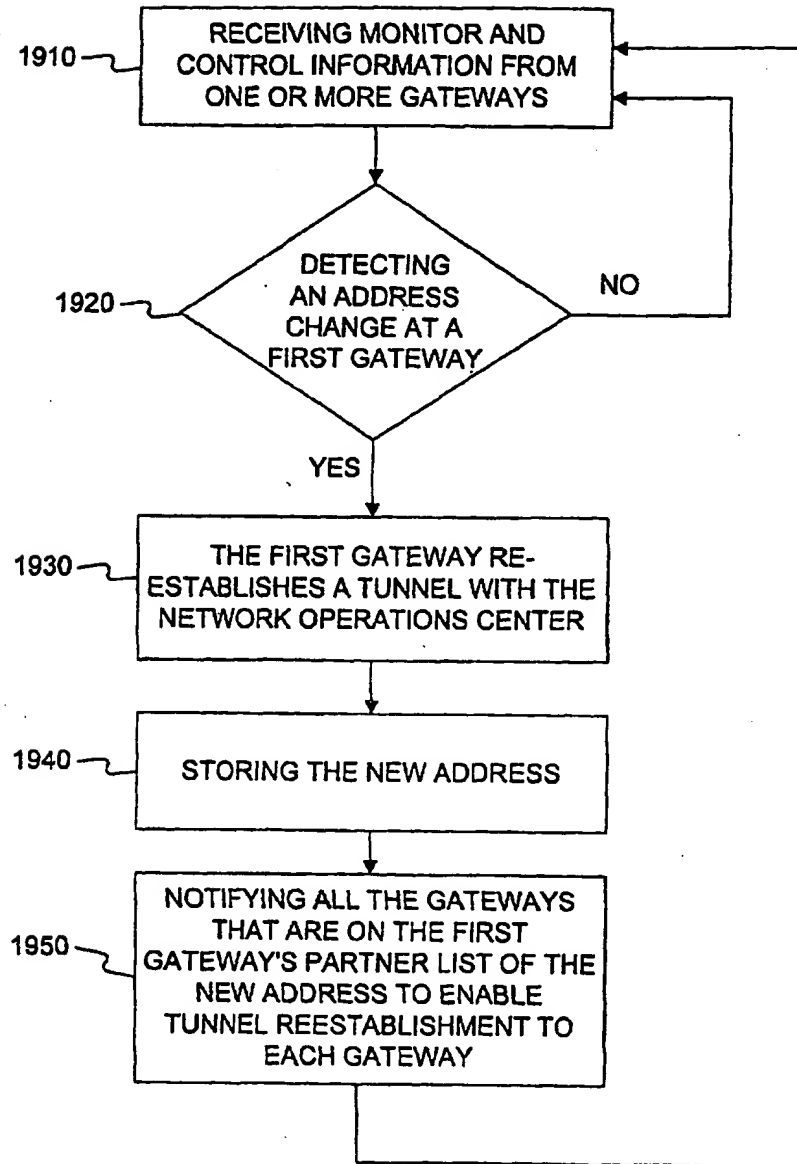 1910
RECEIVING MONITOR AND
CONTROL INFORMATION FROM
ONE OR MORE GATEWAYS
1920
DETECTING
AN ADDRESS
CHANGE AT A
FIRST GATEWAY
NO
YES
1930
THE FIRST GATEWAY RE-
ESTABLISHES A TUNNEL WITH THE
NETWORK OPERATIONS CENTER
1940
STORING THE NEW ADDRESS
1950
NOTIFYING ALL THE GATEWAYS
THAT ARE ON THE FIRST
GATEWAY'S PARTNER LIST OF THE
NEW ADDRESS TO ENABLE
TUNNEL REESTABLISHMENT TO
EACH GATEWAY